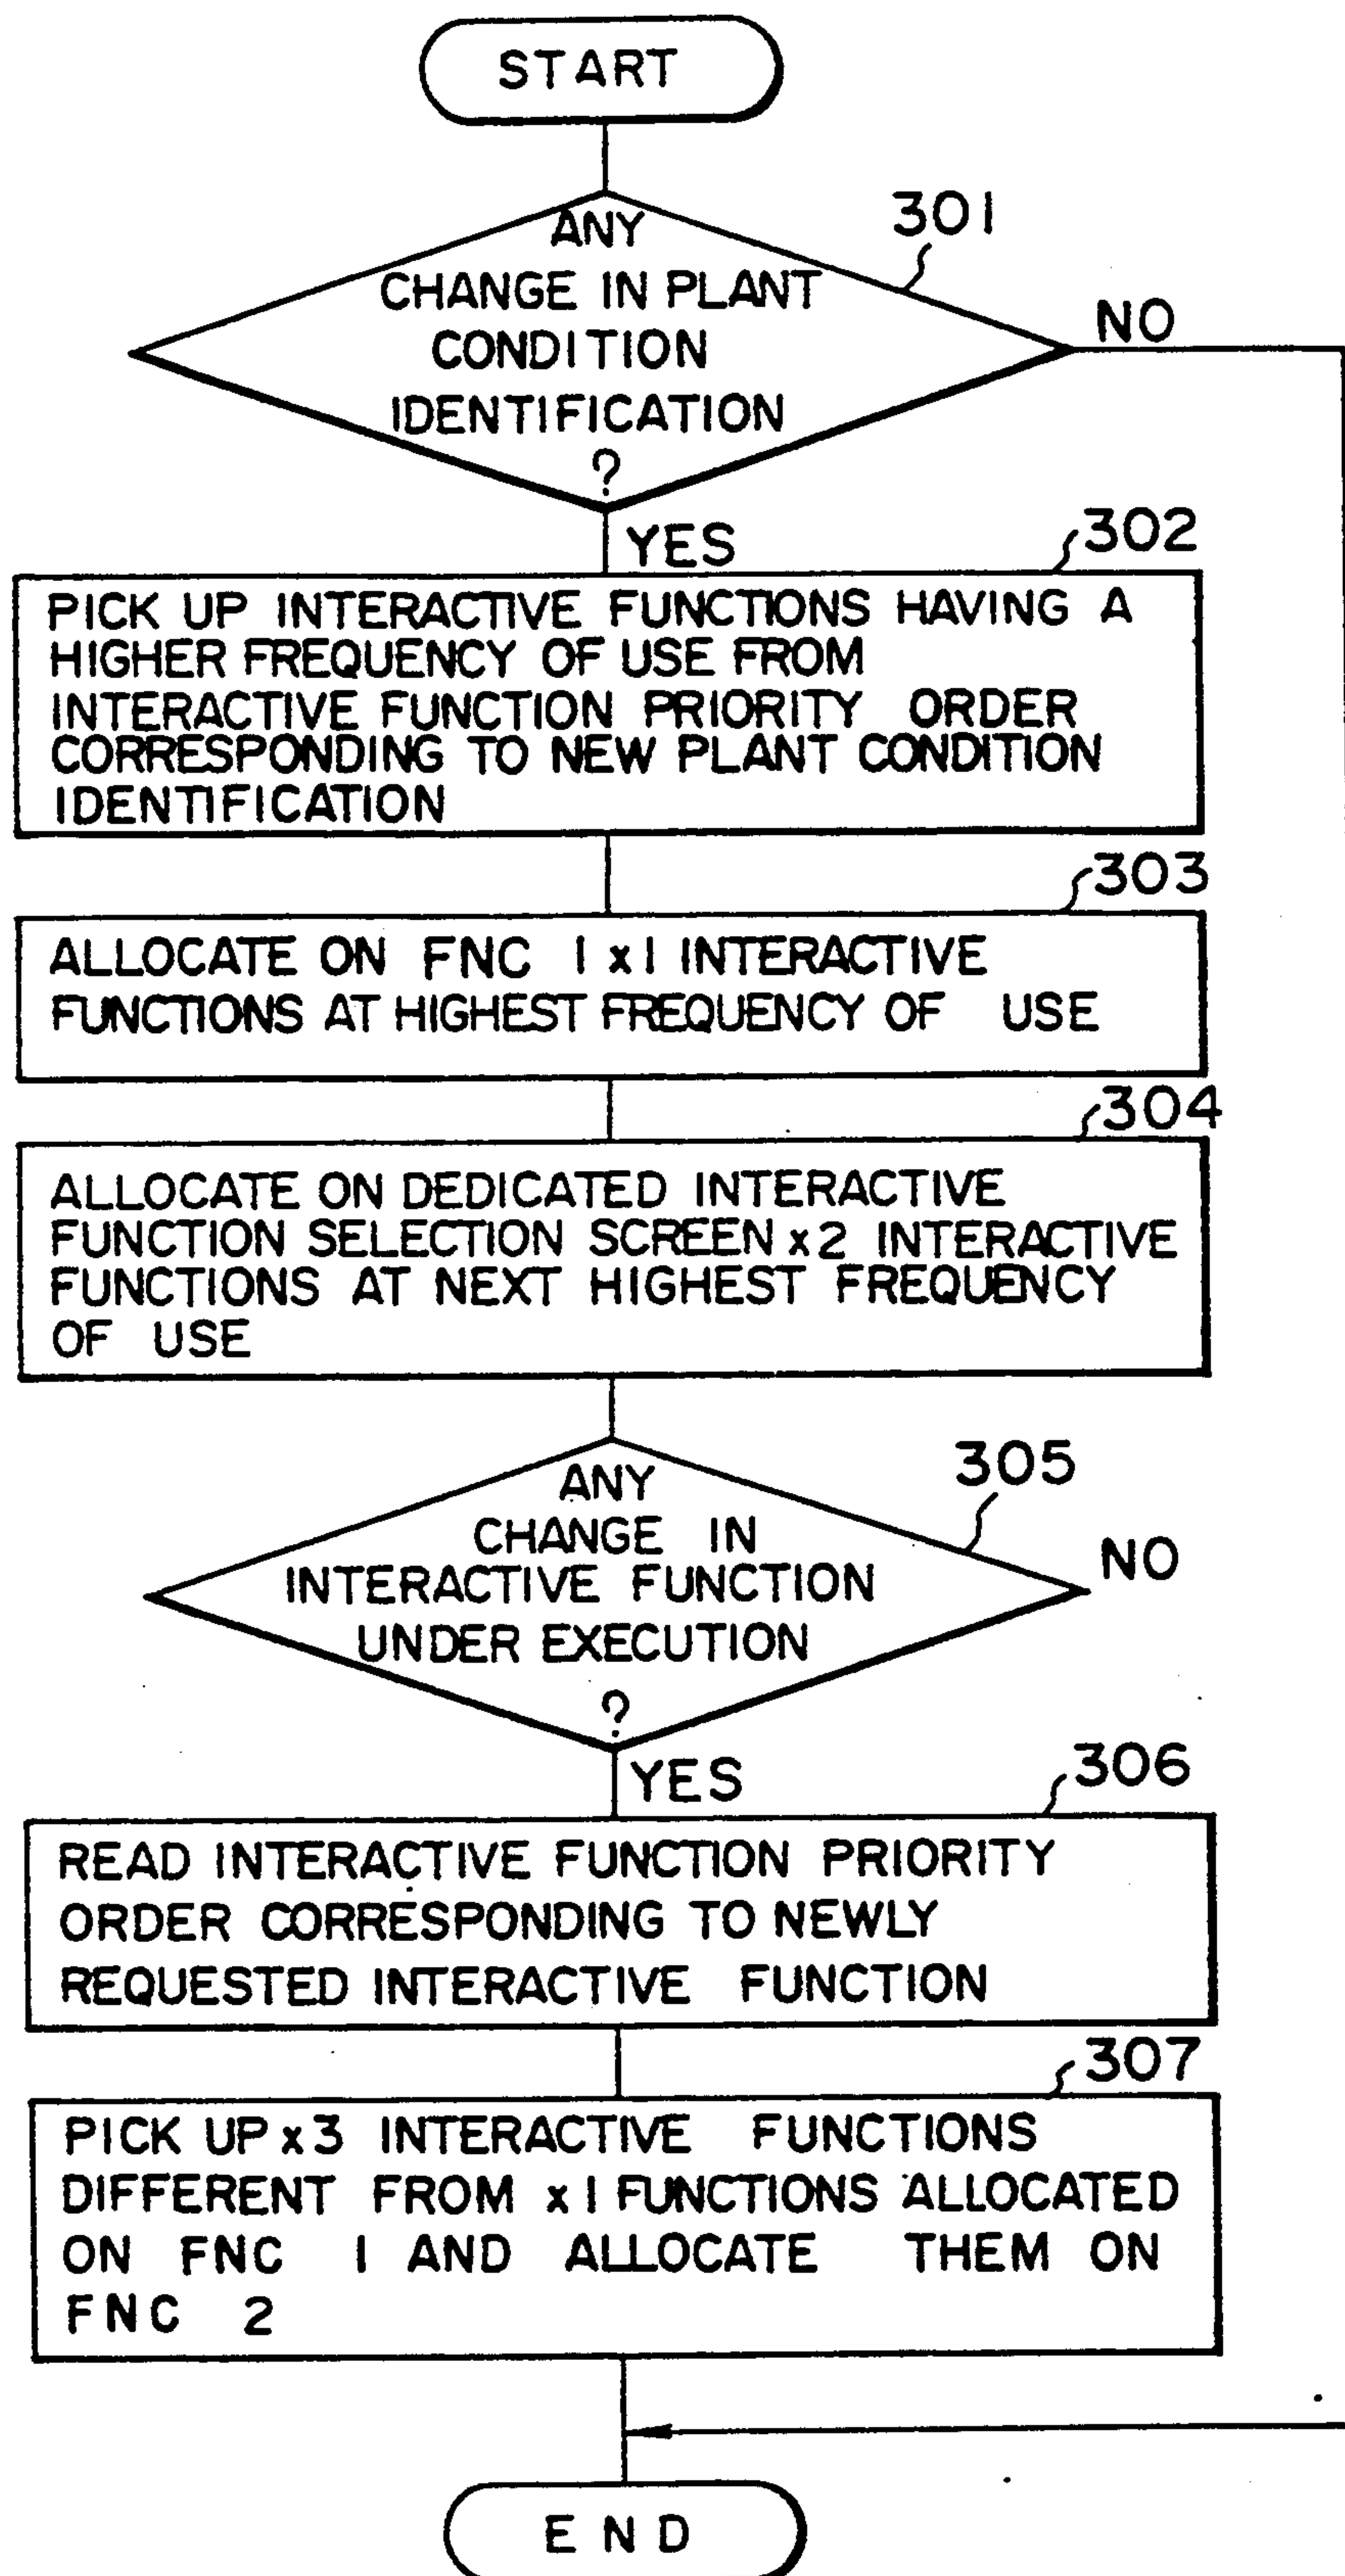 START
301
ANY
CHANGE IN PLANT
CONDITION
IDENTIFICATION
?
NO
YES
302
PICK UP INTERACTIVE FUNCTIONS HAVING A
HIGHER FREQUENCY OF USE FROM
INTERACTIVE FUNCTION PRIORITY ORDER
CORRESPONDING TO NEW PLANT CONDITION
IDENTIFICATION
303
ALLOCATE ON FNC 1 x1 INTERACTIVE
FUNCTIONS AT HIGHEST FREQUENCY OF USE
304
ALLOCATE ON DEDICATED INTERACTIVE
FUNCTION SELECTION SCREEN x2 INTERACTIVE
FUNCTIONS AT NEXT HIGHEST FREQUENCY
OF USE
305
ANY
CHANGE IN
INTERACTIVE FUNCTION
UNDER EXECUTION
?
NO
YES
306
READ INTERACTIVE FUNCTION PRIORITY
ORDER CORRESPONDING TO NEWLY
REQUESTED INTERACTIVE FUNCTION
307
PICK UP x3 INTERACTIVE FUNCTIONS
DIFFERENT FROM x1 FUNCTIONS ALLOCATED
ON FNC 1 AND ALLOCATE THEM ON
FNC 2
END